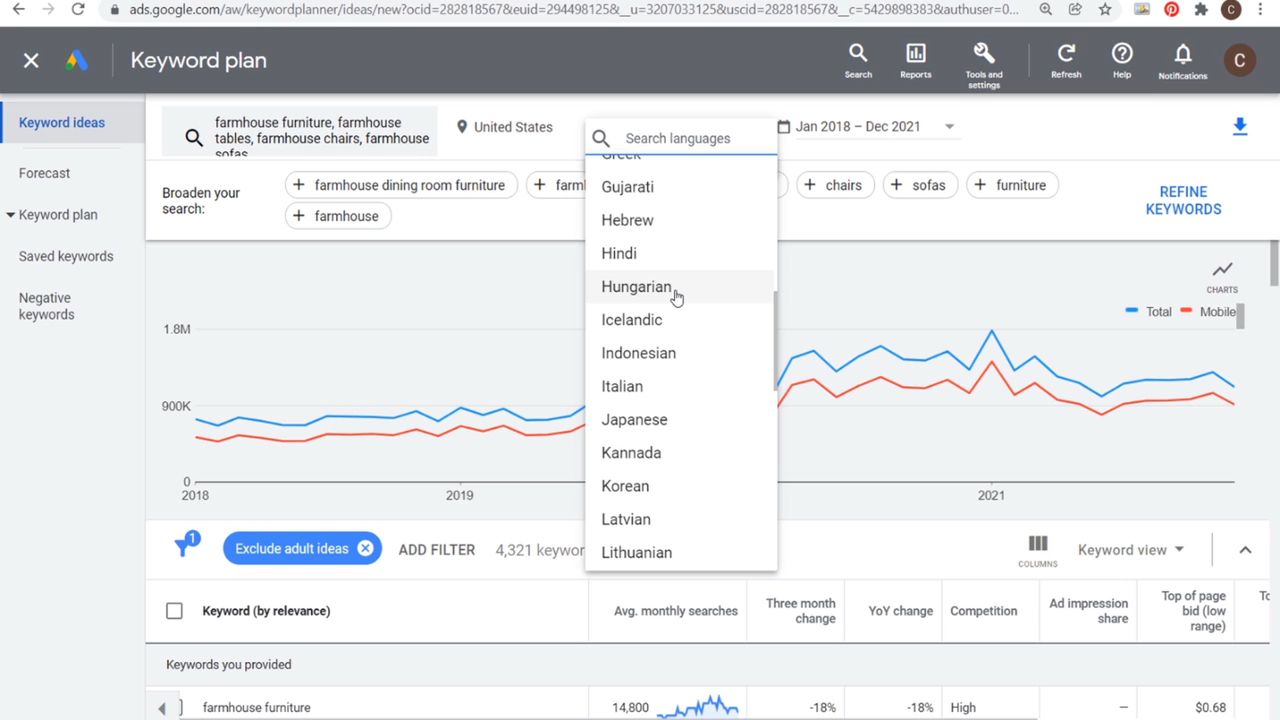 ads.google.com/aw/keywordplanner/ideas/new?ocid=282818567&euid=294498125&__u=3207033125&uscid=282818567&__c=5429898383&authuser=0...
C
Keyword plan
Search
Reports
Tools and settings
Refresh
Help
Notifications
C
Keyword ideas
Forecast
Keyword plan
Saved keywords
Negative
keywords
farmhouse furniture, farmhouse
tables, farmhouse chairs, farmhouse
sofas
United States
Search languages
Jan 2018 – Dec 2021
Broaden your
search:
+ farmhouse dining room furniture
+ chairs
+ sofas
+ furniture
+ farmhouse
REFINE
KEYWORDS
Greek
Gujarati
Hebrew
Hindi
Hungarian
Icelandic
Indonesian
Italian
Japanese
Kannada
Korean
Latvian
Lithuanian
CHARTS
Total
Mobile
1.8M
900K
0
2018
2019
2021
1
Exclude adult ideas
ADD FILTER
4,321 keywor
COLUMNS
Keyword view
Keyword (by relevance)
Avg. monthly searches
Three month
change
YoY change
Competition
Ad impression
share
Top of page
bid (low
range)
Keywords you provided
farmhouse furniture
14,800
-18%
-18%
High
–
$0.68